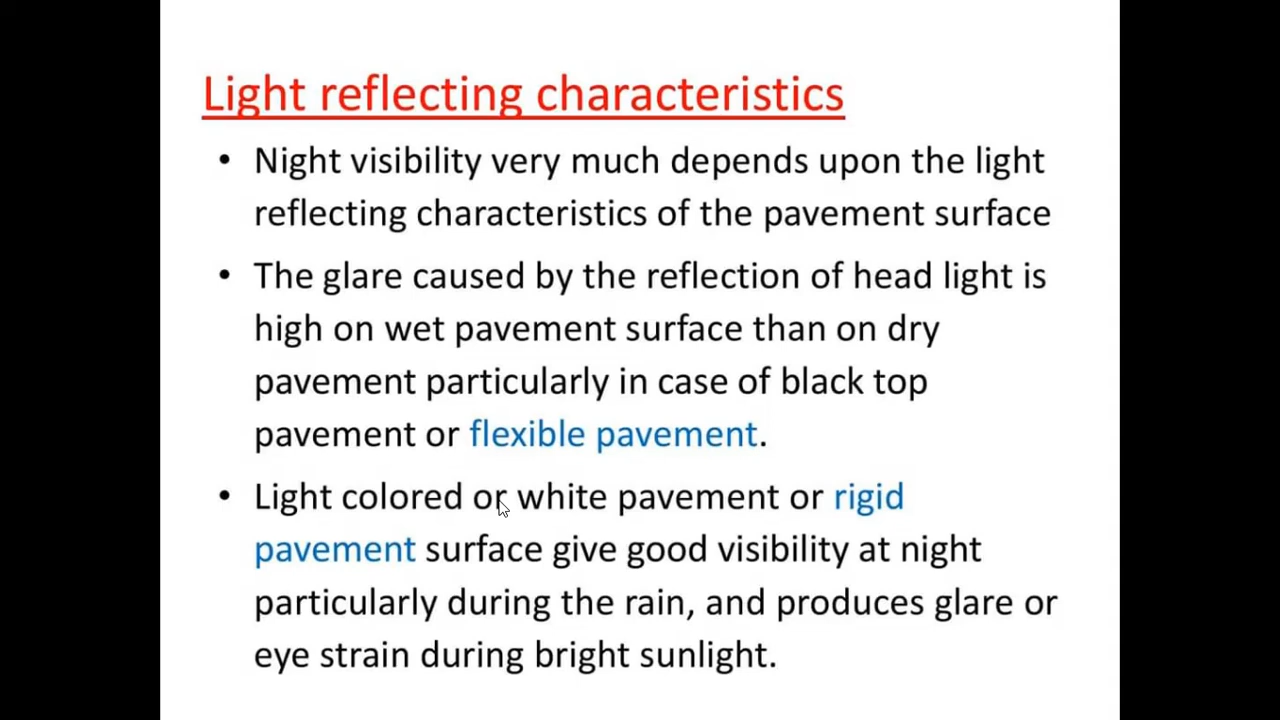 Light reflecting characteristics
• Night visibility very much depends upon the light
reflecting characteristics of the pavement surface
• The glare caused by the reflection of head light is
high on wet pavement surface than on dry
pavement particularly in case of black top
pavement or flexible pavement.
• Light colored or white pavement or rigid
pavement surface give good visibility at night
particularly during the rain, and produces glare or
eye strain during bright sunlight.